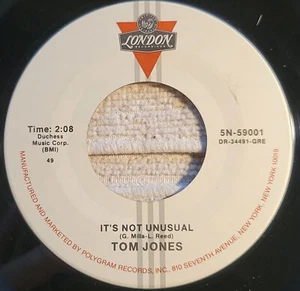 LONDON
RECORDINGS
Time: 2:08
Duchess
Music Corp.
(BMI)
49
5N-59001
DR-34491-GRE
IT'S NOT UNUSUAL
(G. Mills-L. Reed)
TOM JONES
MANUFACTURED AND MARKETED BY POLYGRAM RECORDS, INC., 810 SEVENTH AVENUE, NEW YORK, NEW YORK 10019